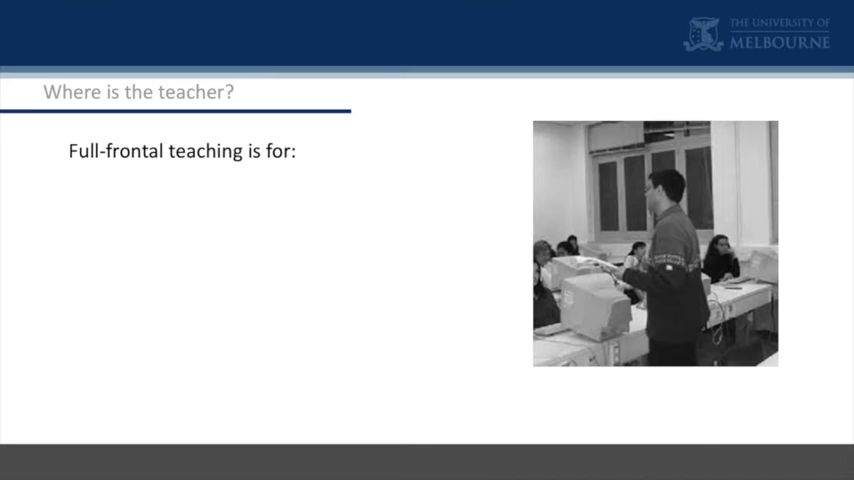 THE UNIVERSITY OF
MELBOURNE
Where is the teacher?
Full-frontal teaching is for: